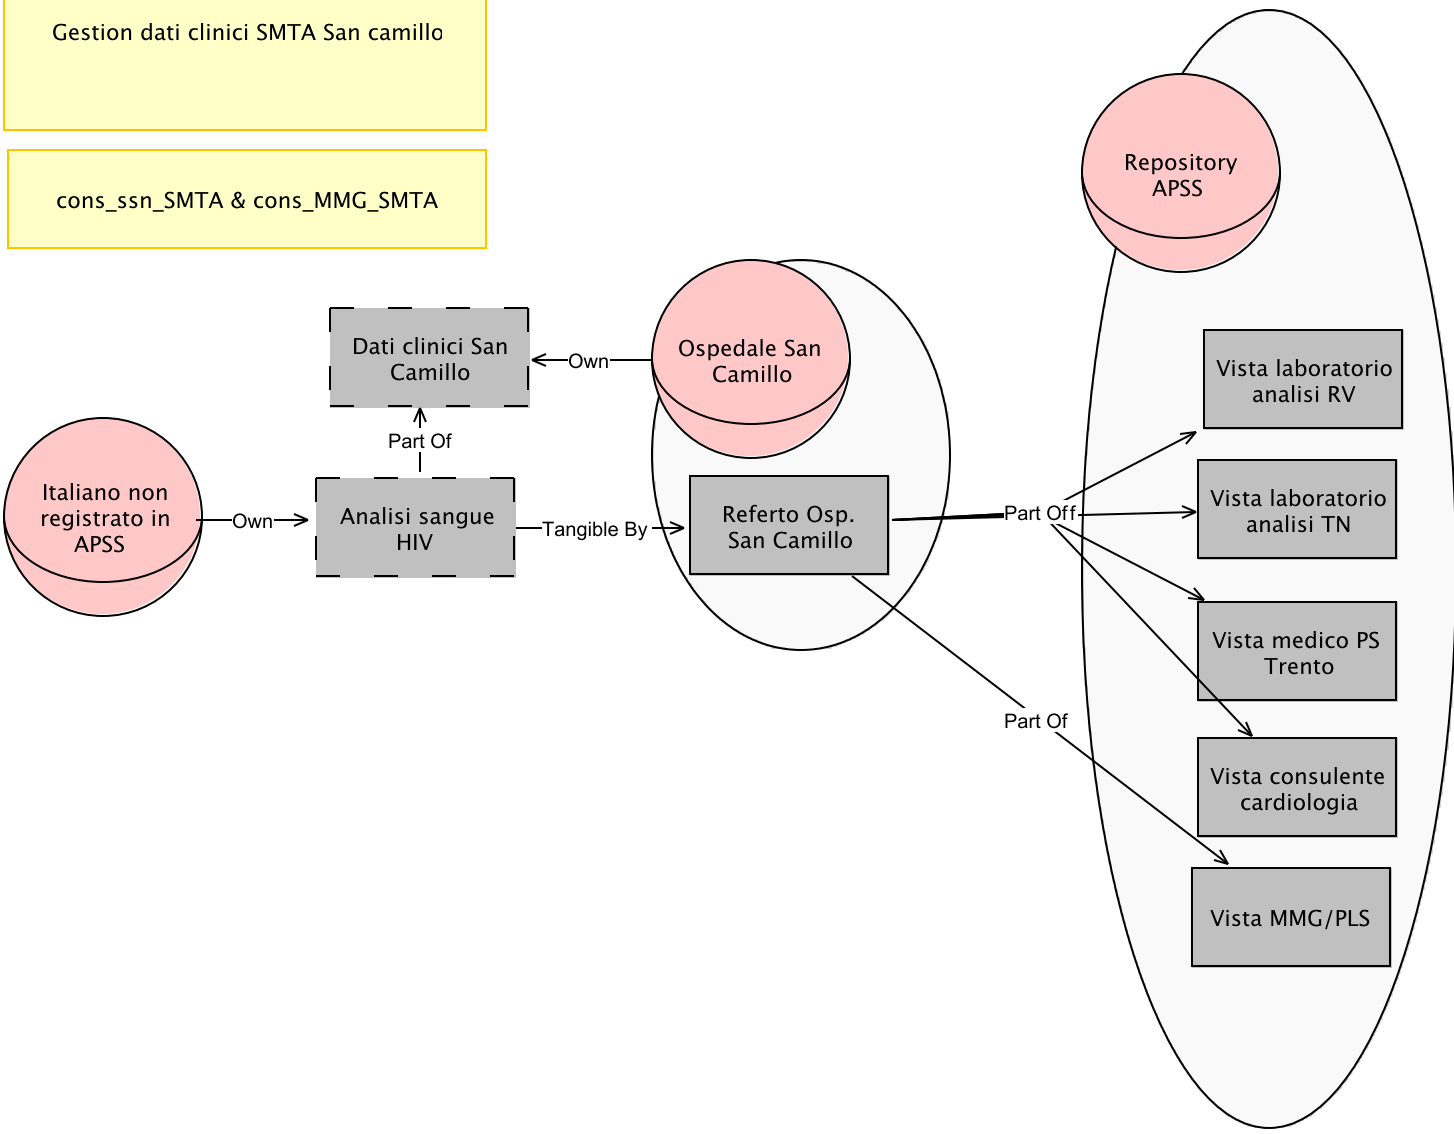 Gestion dati clinici SMTA San camillo
cons_ssn_SMTA & cons_MMG_SMTA
Repository
APSS
Dati clinici San
Camillo
Own
Ospedale San
Camillo
Vista laboratorio
analisi RV
Part Of
Italiano non
registrato in
APSS
Own
Analisi sangue
HIV
Tangible By
Referto Osp.
San Camillo
Part Off
Vista laboratorio
analisi TN
Vista medico PS
Trento
Part Of
Vista consulente
cardiologia
Vista MMG/PLS